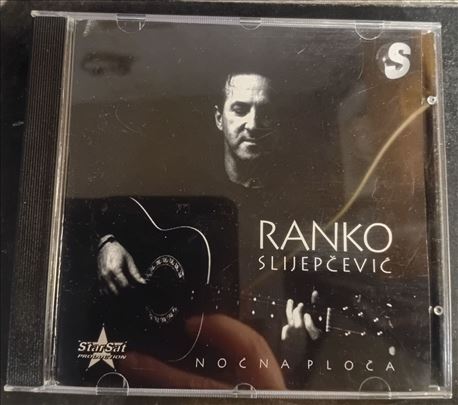 S
RANKO
SLIJEPČEVIĆ
StarSat
PRODUCTION
NOĆNA PLOČA